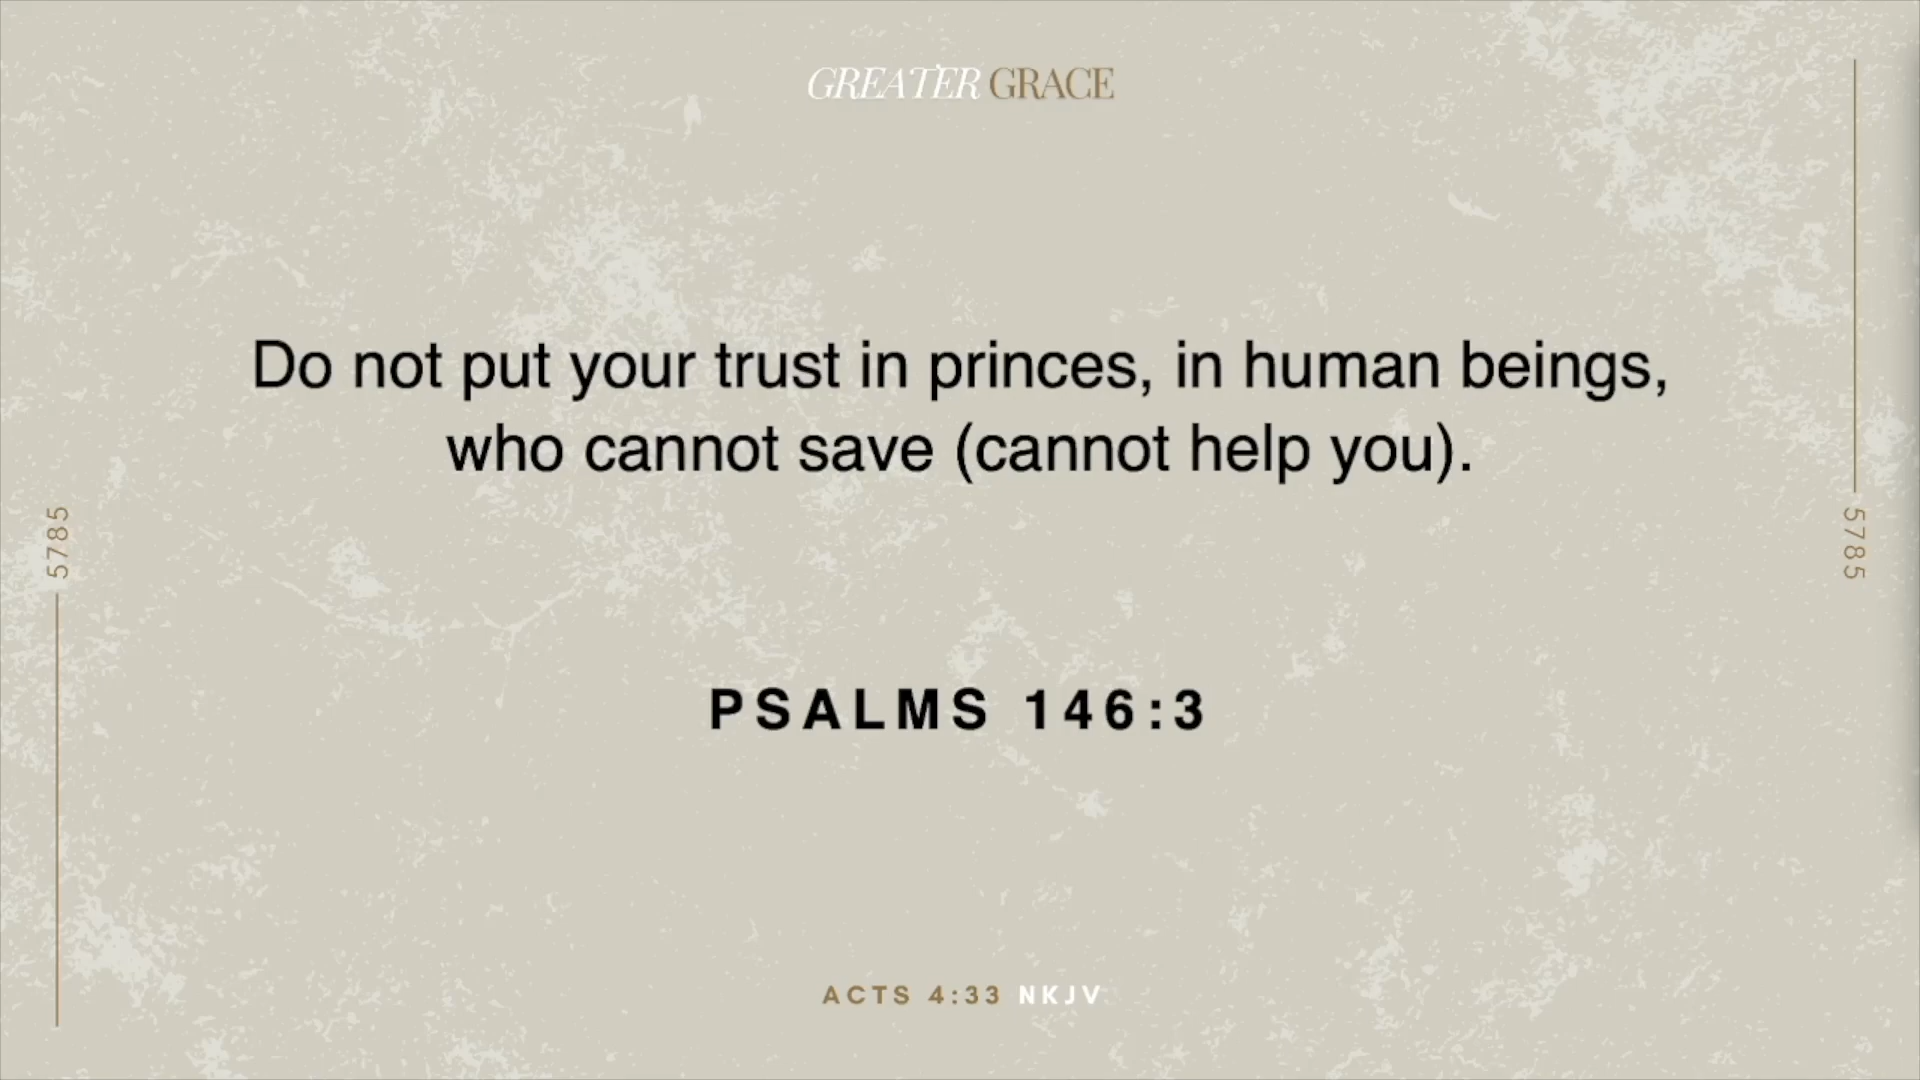 GREATER GRACE
Do not put your trust in princes, in human beings,
who cannot save (cannot help you).
5785
5785
PSALMS 146:3
ACTS 4:33 NKJV